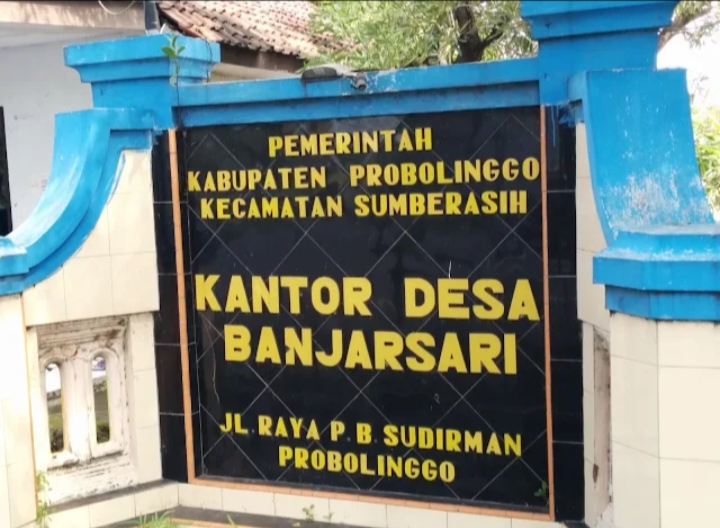 PEMERINTAH
KABUPATEN PROBOLINGGO
KECAMATAN SUMBERASIH
KANTOR DESA
BANJARSARI
JL. RAYA P.B. SUDIRMAN
PROBOLINGGO